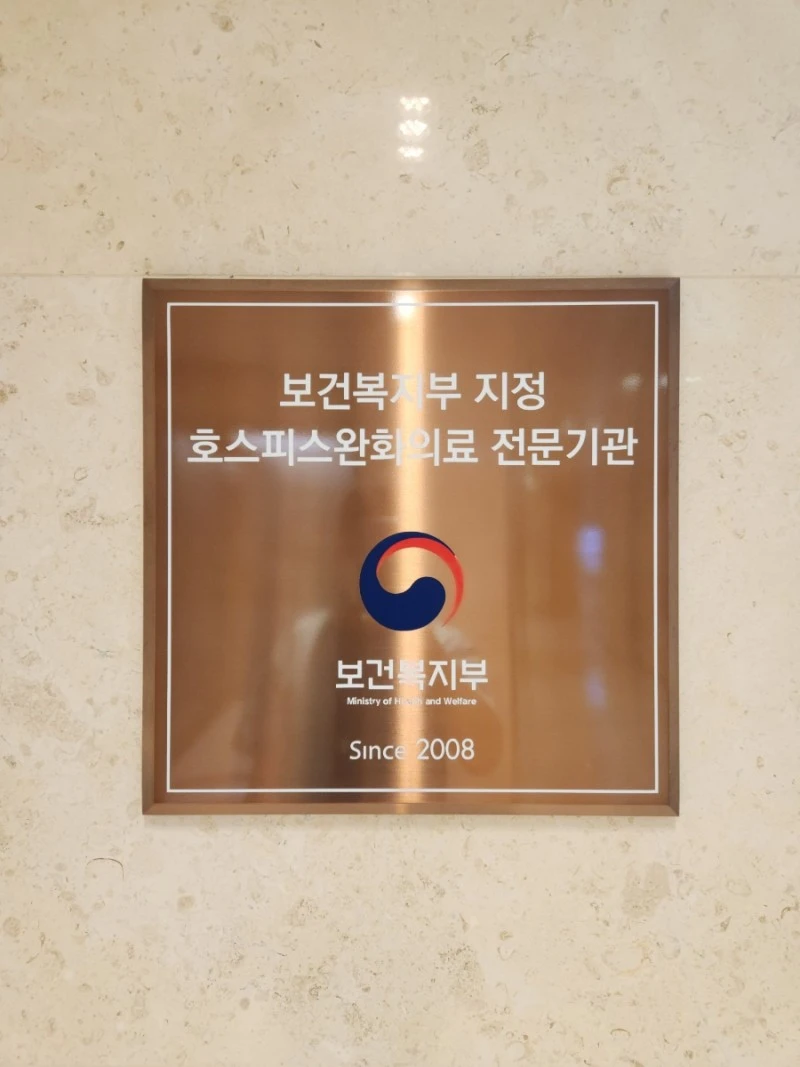 보건복지부 지정
호스피스완화의료 전문기관
보건복지부
Ministry of Health and Welfare
Since 2008